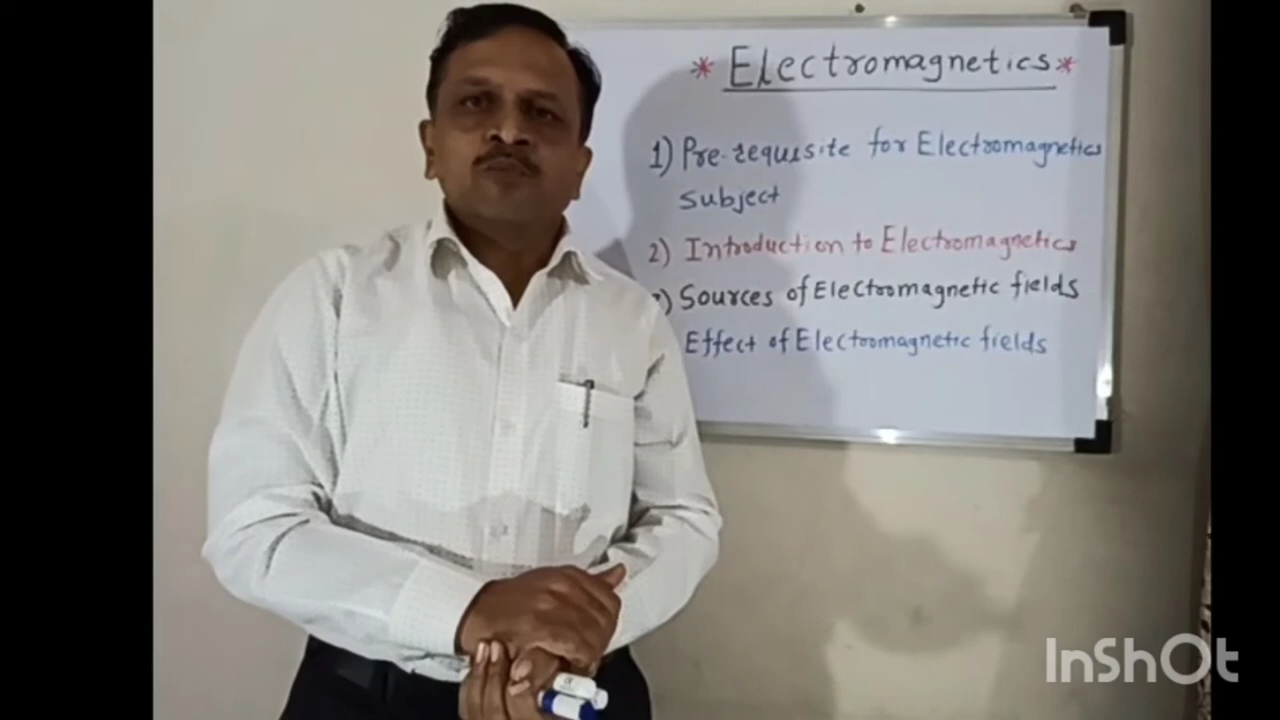 * Electromagnetics *
1) Pre-requisite for Electromagnetics
subject
2) Introduction to Electromagnetics
) Sources of Electromagnetic fields
Effect of Electromagnetic fields
InShOt